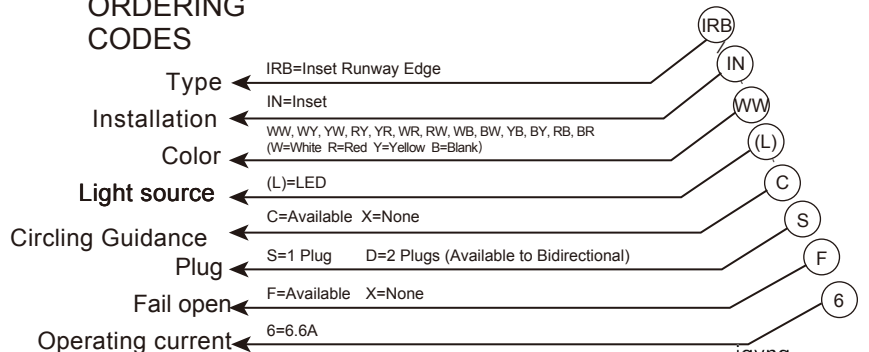 ORDERING
CODES
IRB
Type
IRB=Inset Runway Edge
IN
Installation
IN=Inset
WW
Color
WW, WY, YW, RY, YR, WR, RW, WB, BW, YB, BY, RB, BR
(W=White R=Red Y=Yellow B=Blank)
(L)
Light source
(L)=LED
C
Circling Guidance
C=Available X=None
S
Plug
S=1 Plug D=2 Plugs (Available to Bidirectional)
F
Fail open
F=Available X=None
6
Operating current
6=6.6A